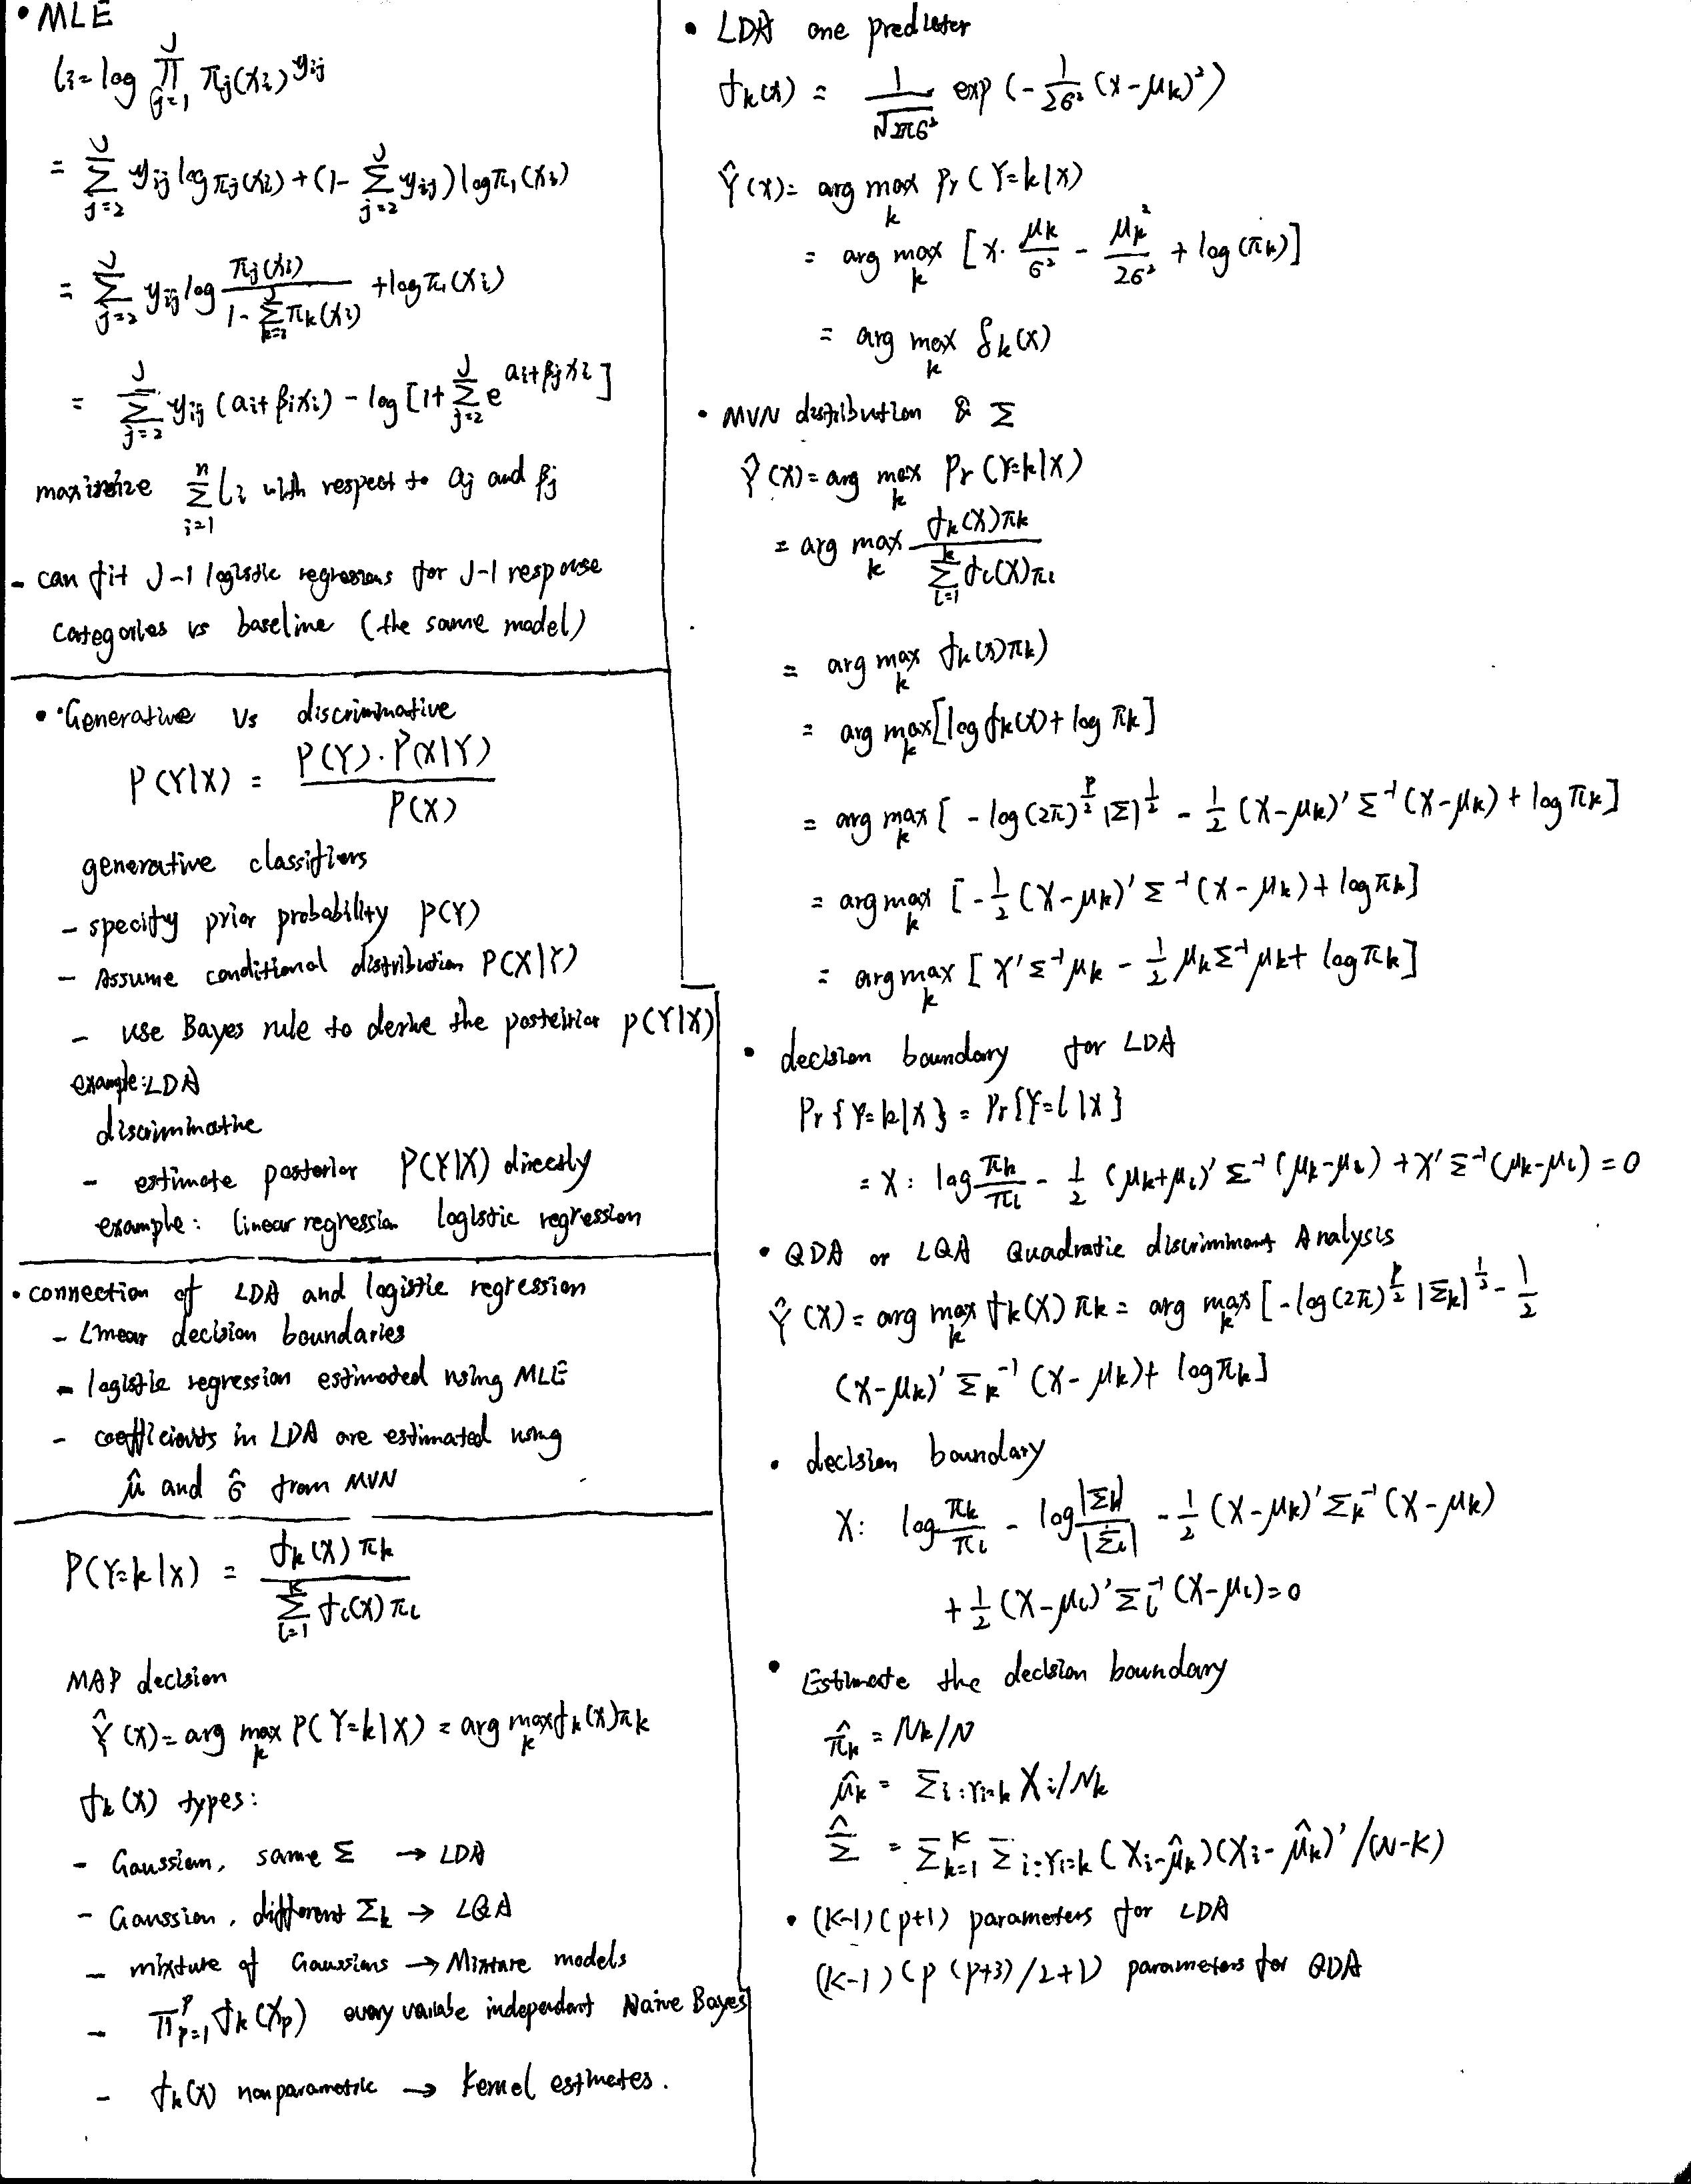 • MLE
li = log ∏_{j=1}^{J} πj(xi)^{yij}
= Σ_{j=2}^{J} yij log πj(xi) + (1 - Σ_{j=2}^{J} yij) log π1(xi)
= Σ_{j=2}^{J} yij log πj(xi) / (1 - Σ_{k=2}^{J} πk(xi)) + log π1(xi)
= Σ_{j=2}^{J} yij (ai + βixi) - log [1 + Σ_{j=2}^{J} e^{ai + βjxi}]
maximize Σ_{i=1}^{n} li with respect to aj and βj
- can fit J-1 logistic regressions for J-1 response
categories vs baseline (the same model)
• Generative vs discriminative
P(Y|X) = P(Y)·P(X|Y) / P(X)
generative classifiers
- specify prior probability p(Y)
- Assume conditional distribution P(X|Y)
- use Bayes rule to derive the posterior p(Y|X)
example: LDA
discriminative
- estimate posterior P(Y|X) directly
example: linear regression logistic regression
• connection of LDA and logistic regression
- Linear decision boundaries
- logistic regression estimated using MLE
- coefficients in LDA are estimated using
μ̂ and σ̂ from MVN
P(Y=k|x) = fk(x) πk / Σ_{l=1}^{K} fl(x) πl
MAP decision
Ŷ(x) = arg max_k P(Y=k|X) = arg max_k fk(x)πk
fk(x) types:
- Gaussian, same Σ → LDA
- Gaussian, different Σk → LQA
- mixture of Gaussians → Mixture models
- ∏_{p=1}^{P} fk(Xp) every variable independent Naive Bayes
- fk(x) nonparametric → Kernel estimates.
• LDA one predictor
fk(x) = 1/√(2πσ²) exp(-1/(2σ²) (x-μk)²)
Ŷ(x) = arg max_k Pr(Y=k|x)
= arg max_k [x · μk/σ² - μk²/2σ² + log(πk)]
= arg max_k δk(x)
• MVN distribution & Σ
Ŷ(X) = arg max_k Pr(Y=k|X)
= arg max_k fk(X)πk / Σ_{l=1}^{k} fl(X)πl
= arg max_k fk(x)πk)
= arg max_k [log fk(x) + log πk]
= arg max_k [ - log(2π)^{p/2} |Σ|^{1/2} - 1/2 (X-μk)' Σ⁻¹ (X-μk) + log πk]
= arg max_k [ -1/2 (X-μk)' Σ⁻¹ (X-μk) + log πk]
= arg max_k [ X'Σ⁻¹μk - 1/2 μkΣ⁻¹μk + log πk]
• decision boundary for LDA
Pr{Y=k|X} = Pr{Y=l|X}
= X: log πk/πl - 1/2 (μk+μl)' Σ⁻¹ (μk-μl) + X'Σ⁻¹(μk-μl) = 0
• QDA or LQA Quadratic discriminant Analysis
Ŷ(X) = arg max_k fk(X)πk = arg max_k [ -log(2π)^{p/2} |Σk|^{1/2} - 1/2
(X-μk)' Σk⁻¹ (X-μk) + log πk]
• decision boundary
X: log πk/πl - log |Σk|/|Σl| - 1/2 (X-μk)' Σk⁻¹ (X-μk)
+ 1/2 (X-μl)' Σl⁻¹ (X-μl) = 0
• Estimate the decision boundary
π̂k = Nk/N
μ̂k = Σi:Yi=k Xi/Nk
Σ̂ = Σ_{k=1}^{K} Σi:Yi=k (Xi-μ̂k)(Xi-μ̂k)'/(N-K)
• (K-1)(p+1) parameters for LDA
(K-1)(p(p+3)/2+1) parameters for QDA